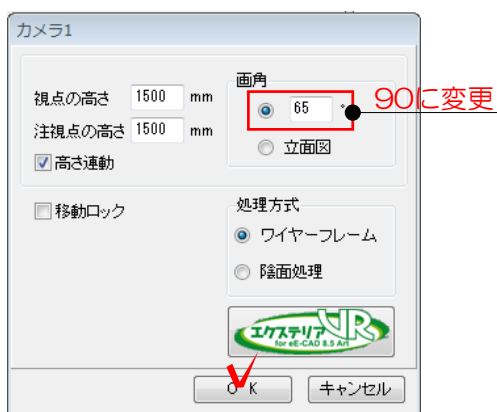 カメラ1
視点の高さ 1500 mm
注視点の高さ 1500 mm
高さ連動
画角
65 °
90に変更
立面図
移動ロック
処理方式
ワイヤーフレーム
陰面処理
エクステリアVR
for eE-CAD 8.5 Art
OK キャンセル